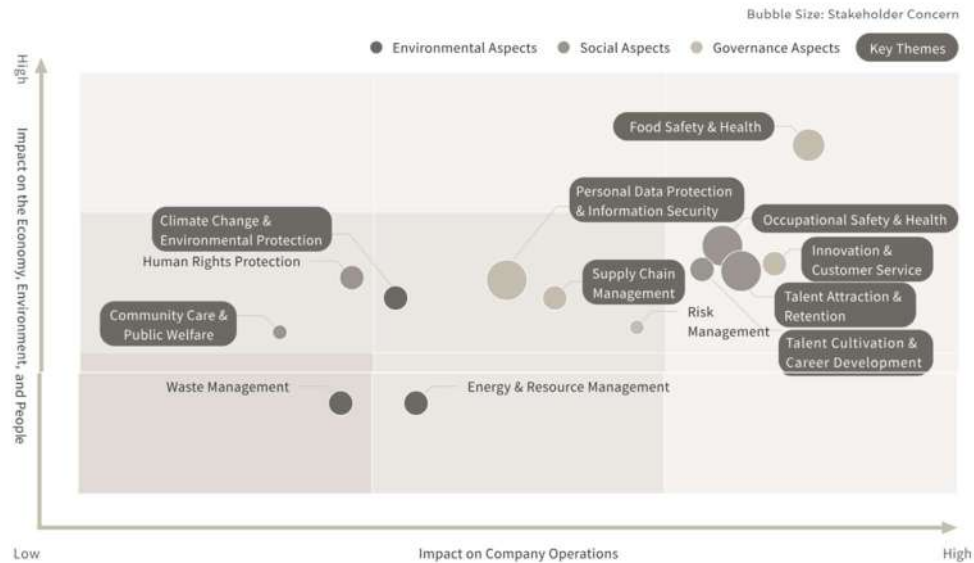 Bubble Size: Stakeholder Concern
Environmental Aspects
Social Aspects
Governance Aspects
Key Themes
High
Impact on the Economy, Environment, and People
Food Safety & Health
Personal Data Protection
& Information Security
Occupational Safety & Health
Climate Change &
Environmental Protection
Human Rights Protection
Innovation &
Customer Service
Supply Chain
Management
Talent Attraction &
Retention
Community Care &
Public Welfare
Risk
Management
Talent Cultivation &
Career Development
Waste Management
Energy & Resource Management
Low
Impact on Company Operations
High